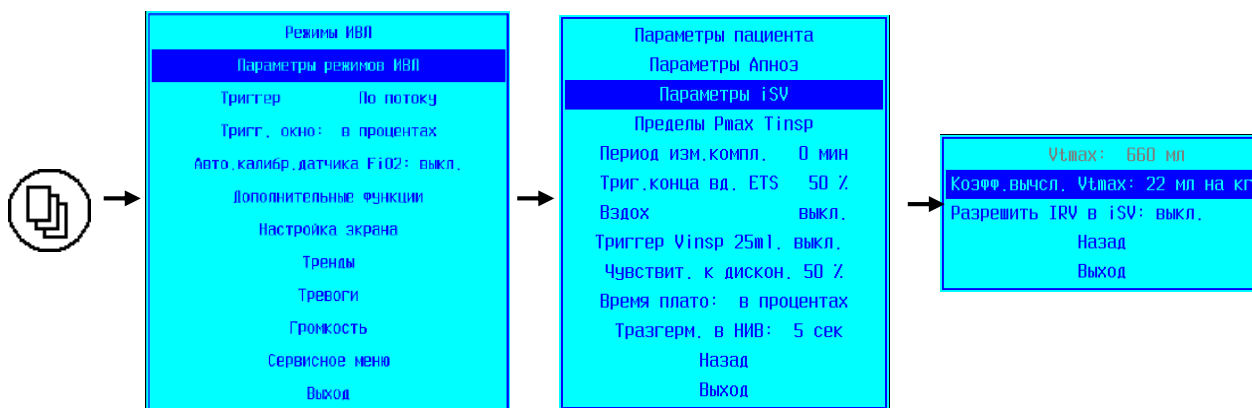 Режимы ИВЛ
Параметры режимов ИВЛ
Триггер По потоку
Тригг. окно: в процентах
Авто.калибр.датчика FiO2: выкл.
Дополнительные функции
Настройка экрана
Тренды
Тревоги
Громкость
Сервисное меню
Выход
Параметры пациента
Параметры Апноэ
Параметры iSV
Пределы Pmax Tinsp
Период изм.компл. 0 мин
Триг.конца вд. ETS 50 %
Вздох выкл.
Триггер Vinsp 25ml. выкл.
Чувствит. к дискон. 50 %
Время плато: в процентах
Тразгерм. в НИВ: 5 сек
Назад
Выход
Vtmax: 660 мл
Коэфф.вычсл. Vtmax: 22 мл на кг
Разрешить IRV в iSV: выкл.
Назад
Выход